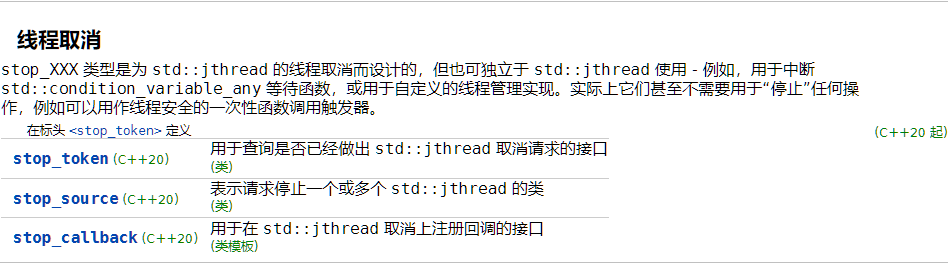 线程取消
stop_XXX 类型是为 std::jthread 的线程取消而设计的，但也可独立于 std::jthread 使用 - 例如，用于中断
std::condition_variable_any 等待函数，或用于自定义的线程管理实现。实际上它们甚至不需要用于“停止”任何操
作，例如可以用作线程安全的一次性函数调用触发器。
在标头 <stop_token> 定义 (C++20 起)
stop_token (C++20) 用于查询是否已经做出 std::jthread 取消请求的接口
(类)
stop_source (C++20) 表示请求停止一个或多个 std::jthread 的类
(类)
stop_callback (C++20) 用于在 std::jthread 取消上注册回调的接口
(类模板)